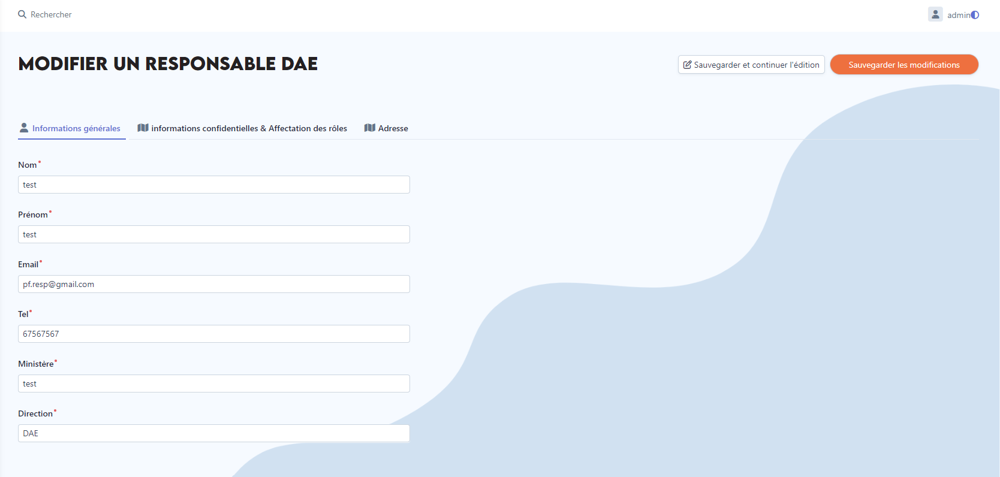 Rechercher
admin
MODIFIER UN RESPONSABLE DAE
Sauvegarder et continuer l'édition
Sauvegarder les modifications
Informations générales
informations confidentielles & Affectation des rôles
Adresse
Nom
test
Prénom
test
Email
pf.resp@gmail.com
Tel
67567567
Ministère
test
Direction
DAE